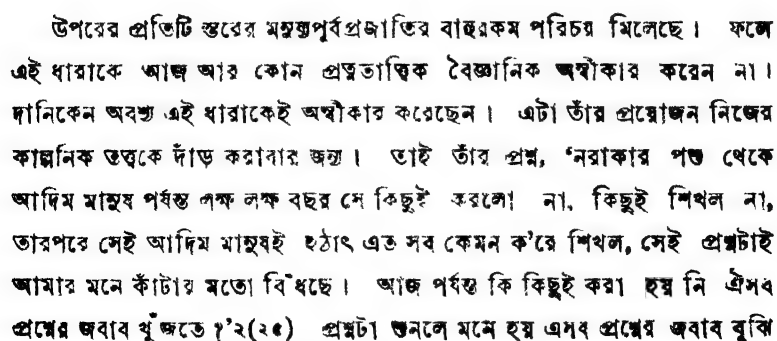 উপরের প্রতিটি স্তরের মনুষ্যপূর্বপ্রজাতির বাহুরকম পরিচয় মিলেছে। ফলে
এই ধারাকে আজ আর কোন প্রত্নতাত্ত্বিক বৈজ্ঞানিক অস্বীকার করেন না।
দানিকেন অবশ্য এই ধারাকেই অস্বীকার করেছেন। এটা তাঁর প্রয়োজন নিজের
কাল্পনিক তত্ত্বকে দাঁড় করাবার জন্য। তাই তাঁর প্রশ্ন, ‘নরাকার পশু থেকে
আদিম মানুষ পর্যন্ত লক্ষ লক্ষ বছর সে কিছুই করলো না, কিছুই শিখল না,
তারপরে সেই আদিম মানুষই হঠাৎ এত সব কেমন ক'রে শিখল, সেই প্রশ্নটাই
আমার মনে কাঁটার মতো বিঁধছে। আজ পর্যন্ত কি কিছুই করা হয় নি ঐসব
প্রশ্নের জবাব খুঁজতে ?’২(২৫) প্রশ্নটা শুনলে মনে হয় এসব প্রশ্নের জবাব বুঝি